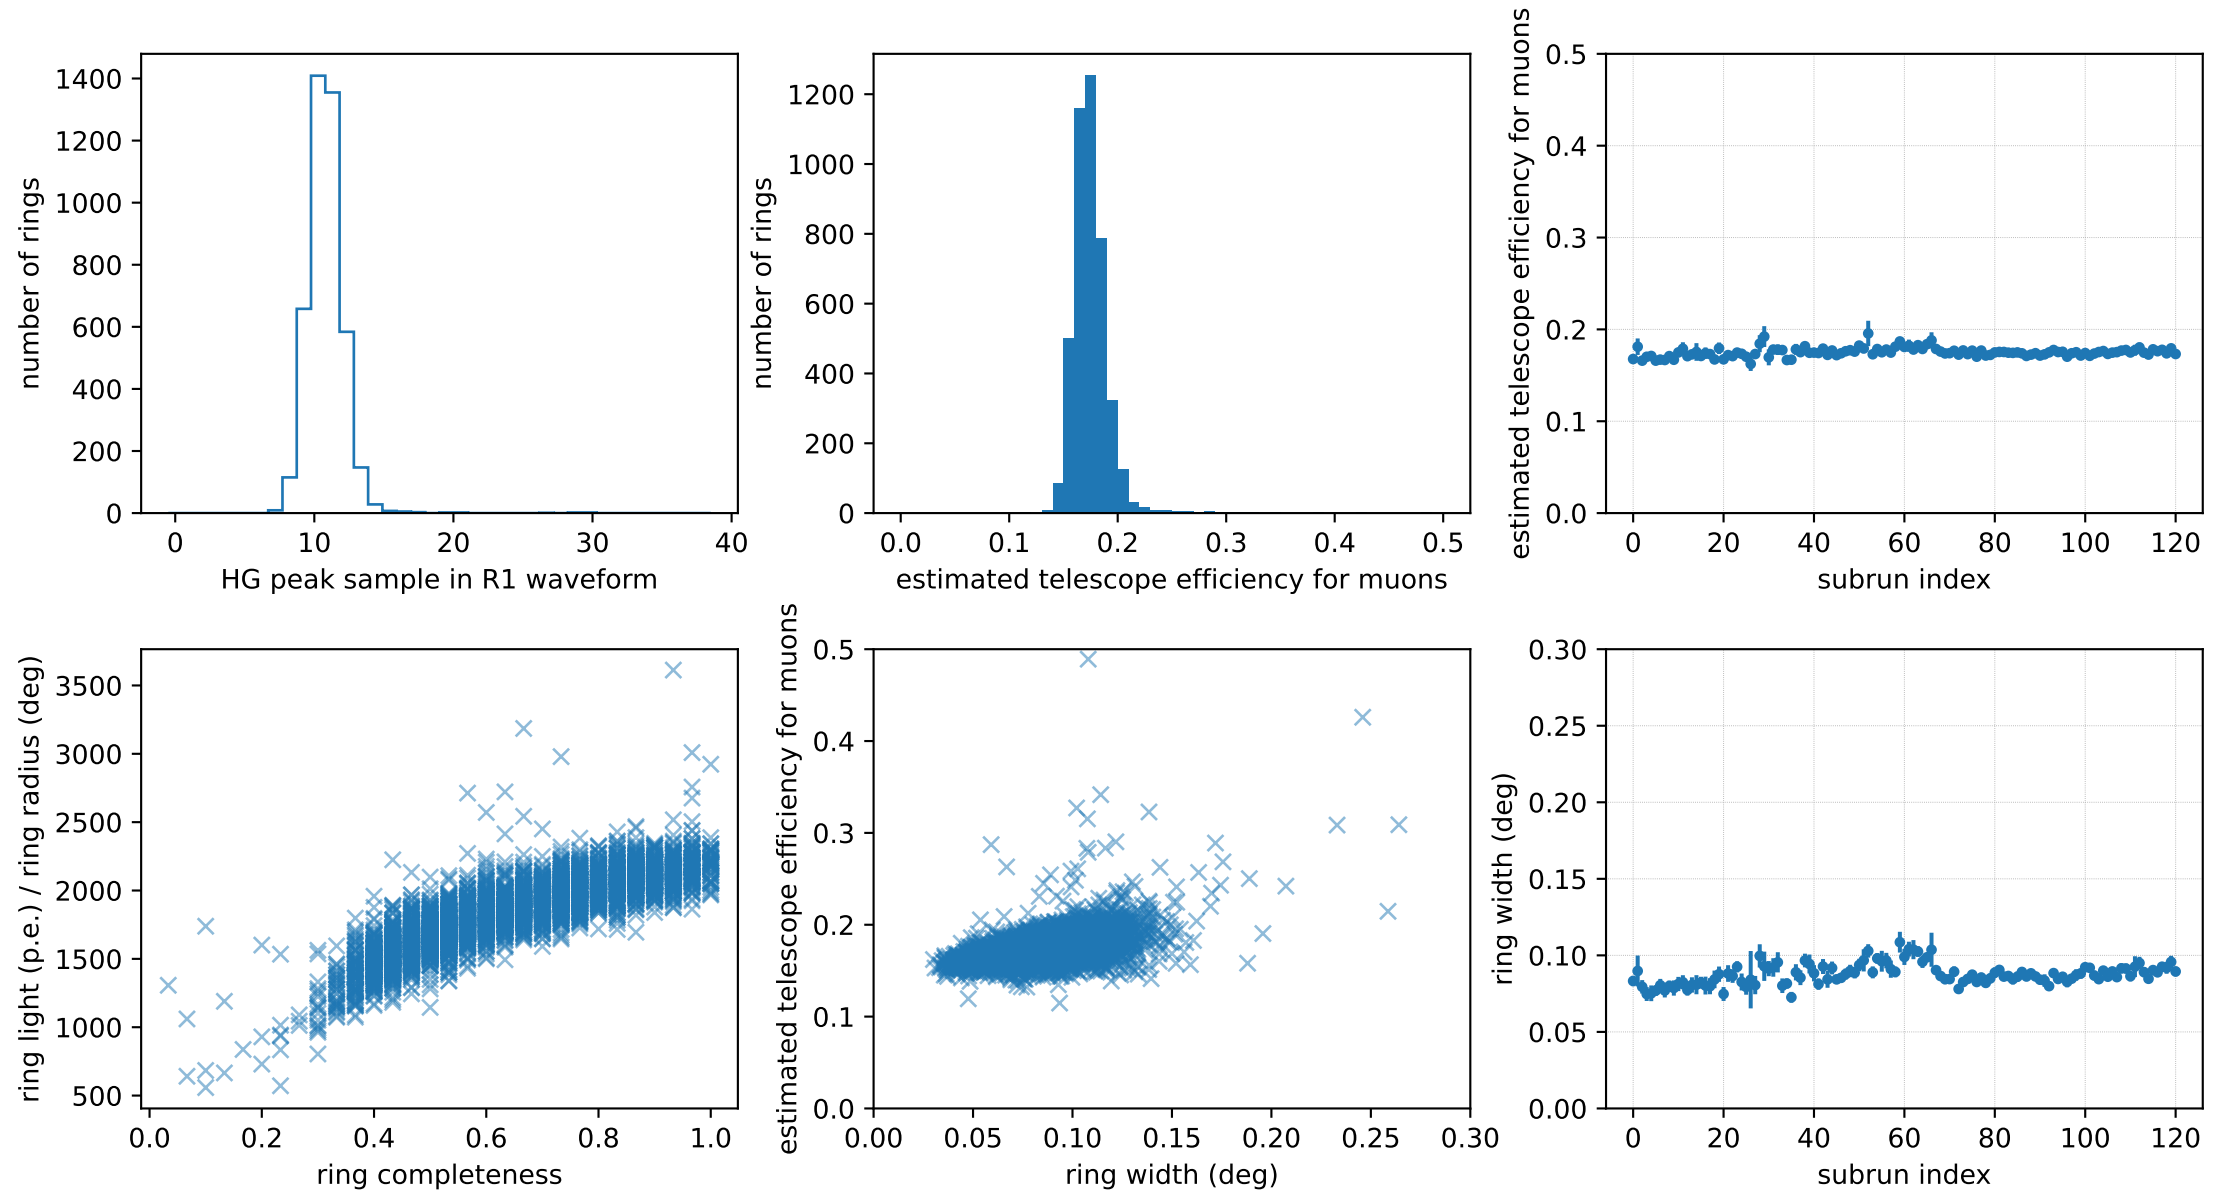 number of rings
1400
1200
1000
800
600
400
200
0
0 10 20 30 40
HG peak sample in R1 waveform
number of rings
1200
1000
800
600
400
200
0
0.0 0.1 0.2 0.3 0.4 0.5
estimated telescope efficiency for muons
estimated telescope efficiency for muons
0.5
0.4
0.3
0.2
0.1
0.0
0 20 40 60 80 100 120
subrun index
ring light (p.e.) / ring radius (deg)
3500
3000
2500
2000
1500
1000
500
0.0 0.2 0.4 0.6 0.8 1.0
ring completeness
estimated telescope efficiency for muons
0.5
0.4
0.3
0.2
0.1
0.0
0.00 0.05 0.10 0.15 0.20 0.25 0.30
ring width (deg)
ring width (deg)
0.30
0.25
0.20
0.15
0.10
0.05
0.00
0 20 40 60 80 100 120
subrun index